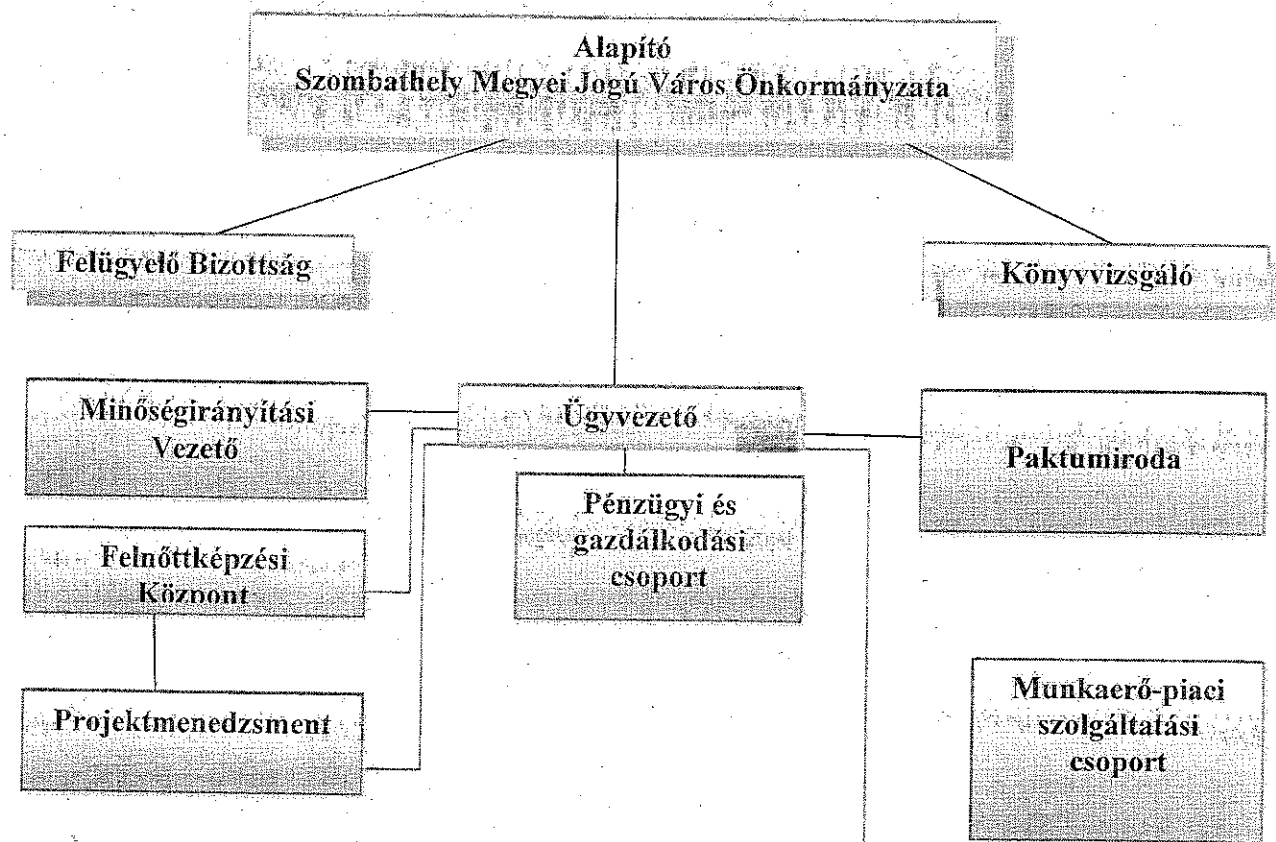 Alapító
Szombathely Megyei Jogú Város Önkormányzata
Felügyelő Bizottság
Könyvvizsgáló
Minőségirányítási
Vezető
Ügyvezető
Paktumiroda
Pénzügyi és
gazdálkodási
csoport
Felnőttképzési
Központ
Projektmenedzsment
Munkaerő-piaci
szolgáltatási
csoport